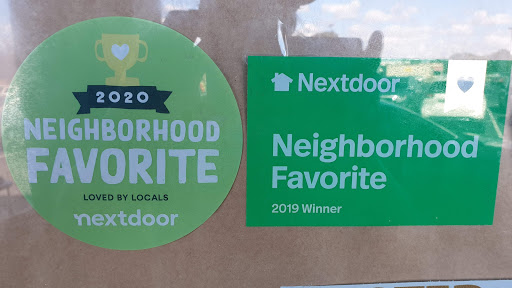 2020
NEIGHBORHOOD
FAVORITE
LOVED BY LOCALS
nextdoor
Nextdoor
Neighborhood
Favorite
2019 Winner